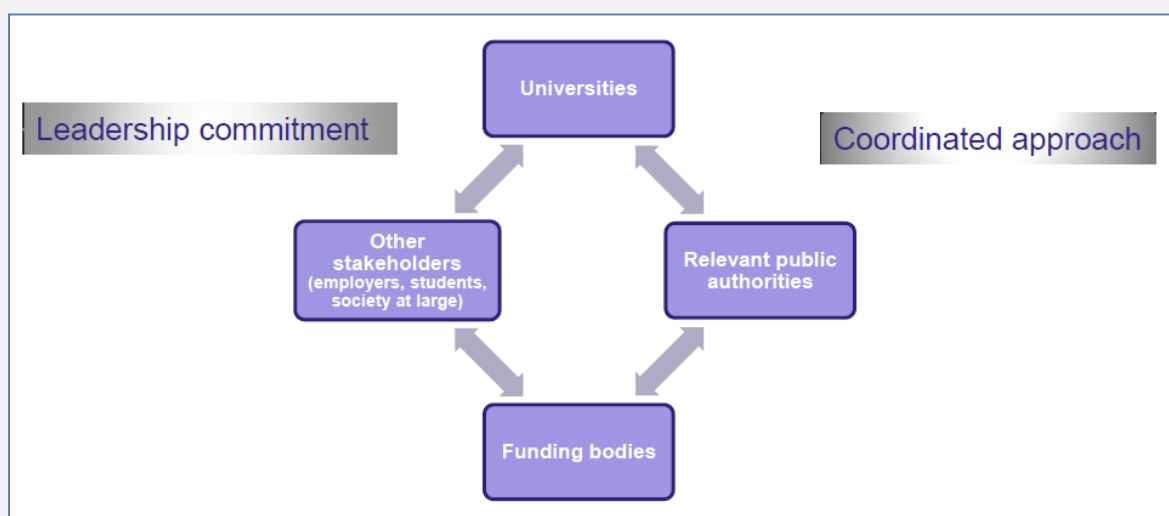 Universities
Leadership commitment
Coordinated approach
Other
stakeholders
(employers, students,
society at large)
Relevant public
authorities
Funding bodies